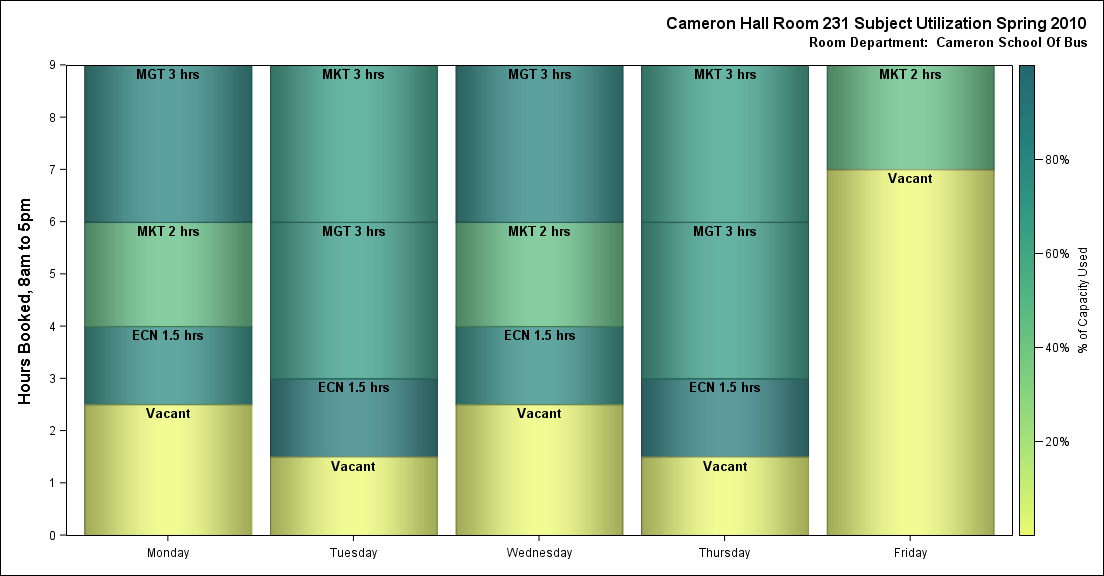 Cameron Hall Room 231 Subject Utilization Spring 2010
Room Department:  Cameron School Of Bus
Hours Booked, 8am to 5pm
9
8
7
6
5
4
3
2
1
0
MGT 3 hrs
MKT 2 hrs
ECN 1.5 hrs
Vacant
Monday
MKT 3 hrs
MGT 3 hrs
ECN 1.5 hrs
Vacant
Tuesday
MGT 3 hrs
MKT 2 hrs
ECN 1.5 hrs
Vacant
Wednesday
MKT 3 hrs
MGT 3 hrs
ECN 1.5 hrs
Vacant
Thursday
MKT 2 hrs
Vacant
Friday
80%
60%
40%
20%
% of Capacity Used